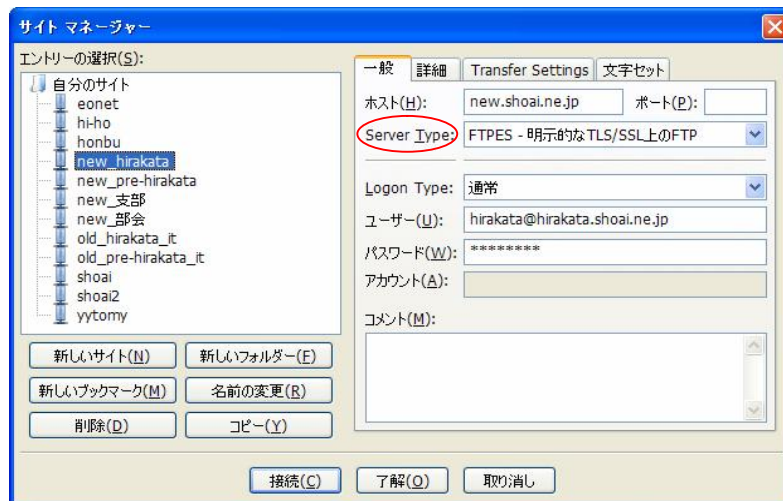 サイト マネージャー
エントリーの選択(S):
自分のサイト
eonet
hi-ho
honbu
new_hirakata
new_pre-hirakata
new_支部
new_部会
old_hirakata_it
old_pre-hirakata_it
shoai
shoai2
yytomy
新しいサイト(N)
新しいフォルダー(F)
新しいブックマーク(M)
名前の変更(R)
削除(D)
コピー(Y)
一般
詳細
Transfer Settings
文字セット
ホスト(H):
new.shoai.ne.jp
ポート(P):
Server Type:
FTPES - 明示的なTLS/SSL上のFTP
Logon Type:
通常
ユーザー(U):
hirakata@hirakata.shoai.ne.jp
パスワード(W):
********
アカウント(A):
コメント(M):
接続(C)
了解(O)
取り消し